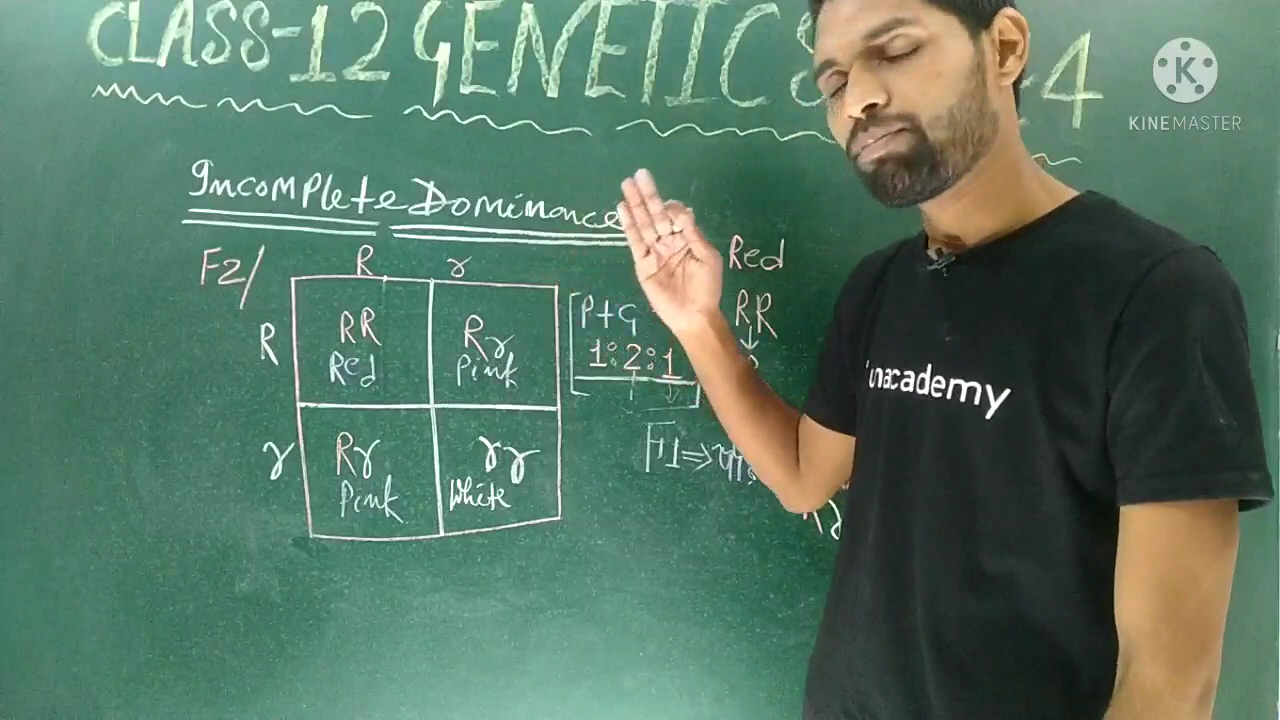 CLASS-12 GENETICS -4
KINEMASTER
Incomplete Dominance
F2/ R r
R RR Rr
Red Pink
r Rr rr
Pink White
P+G
1:2:1
Red
RR
F1⇒
unacademy